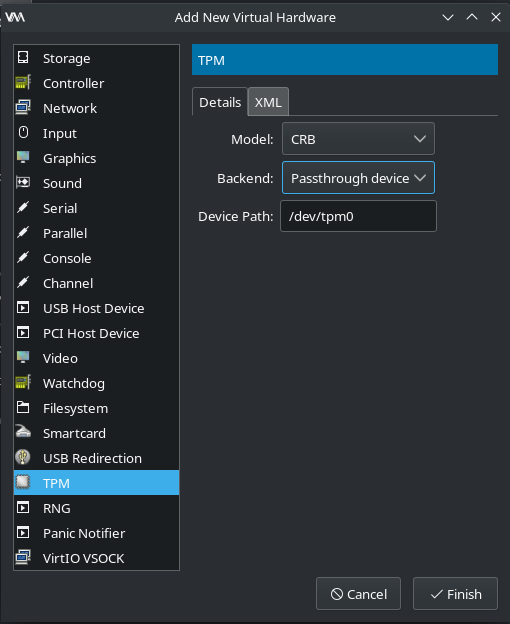 Add New Virtual Hardware
Storage
Controller
Network
Input
Graphics
Sound
Serial
Parallel
Console
Channel
USB Host Device
PCI Host Device
Video
Watchdog
Filesystem
Smartcard
USB Redirection
TPM
RNG
Panic Notifier
VirtIO VSOCK
TPM
Details XML
Model: CRB
Backend: Passthrough device
Device Path: /dev/tpm0
Cancel Finish